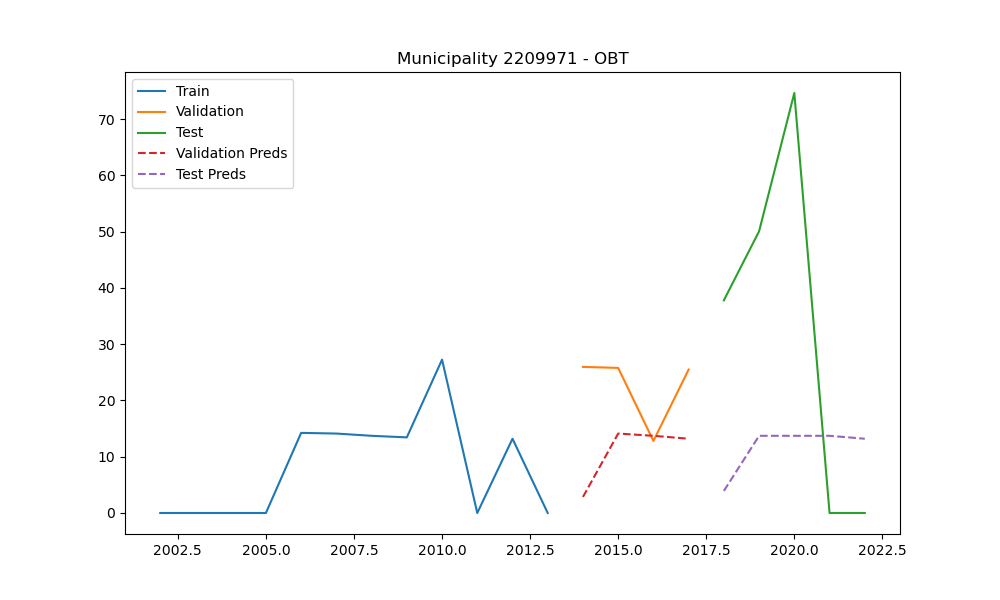 Municipality 2209971 - OBT
Train
Validation
Test
Validation Preds
Test Preds
70
60
50
40
30
20
10
0
2002.5 2005.0 2007.5 2010.0 2012.5 2015.0 2017.5 2020.0 2022.5